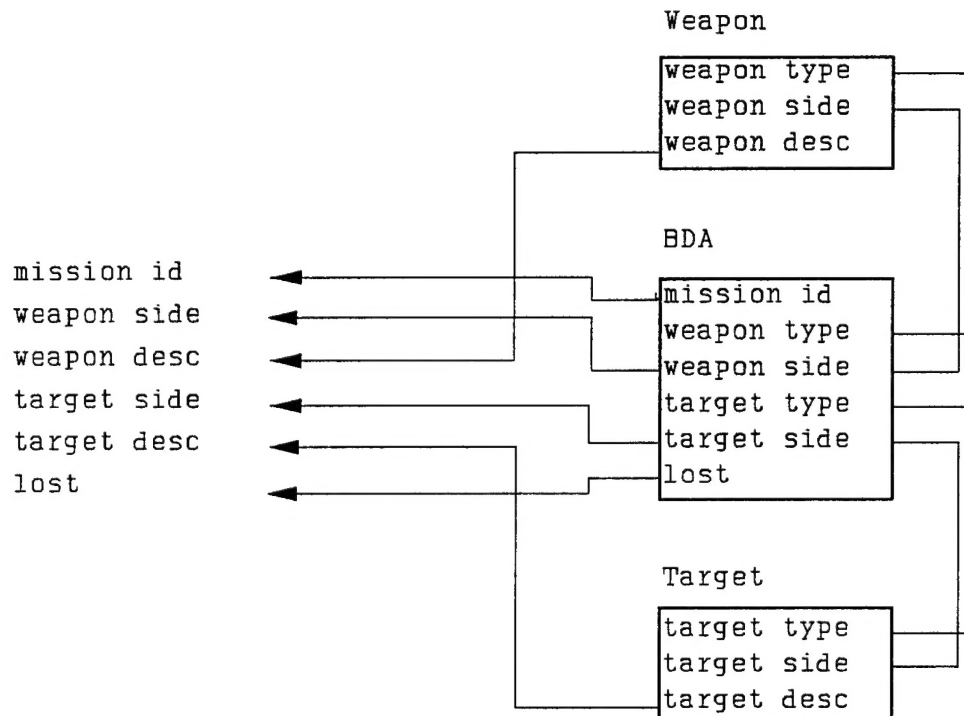 Weapon
weapon type
weapon side
weapon desc
BDA
mission id
weapon type
weapon side
target type
target side
lost
mission id
weapon side
weapon desc
target side
target desc
lost
Target
target type
target side
target desc